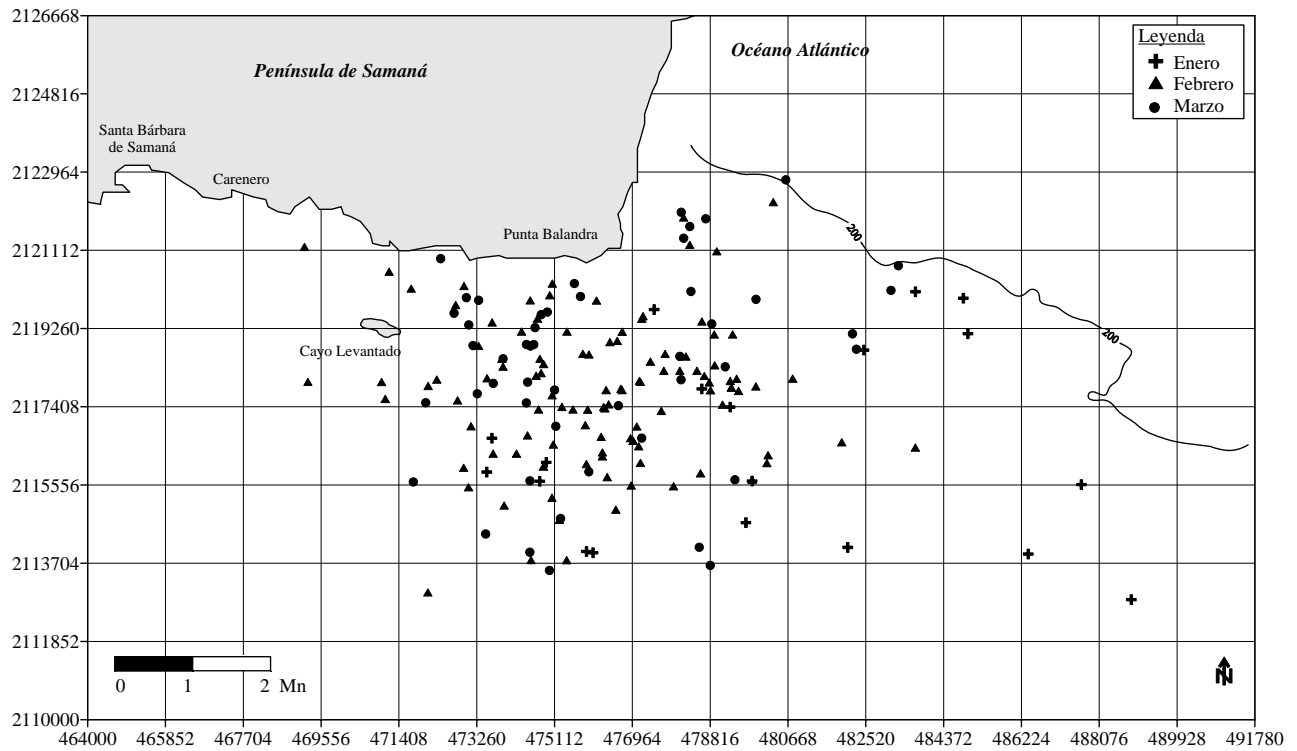 2126668
2124816
2122964
2121112
2119260
2117408
2115556
2113704
2111852
2110000
Océano Atlántico
Leyenda
Enero
Febrero
Marzo
Península de Samaná
Santa Bárbara
de Samaná
Carenero
Punta Balandra
200
200
Cayo Levantado
0 1 2 Mn
N
464000 465852 467704 469556 471408 473260 475112 476964 478816 480668 482520 484372 486224 488076 489928 491780